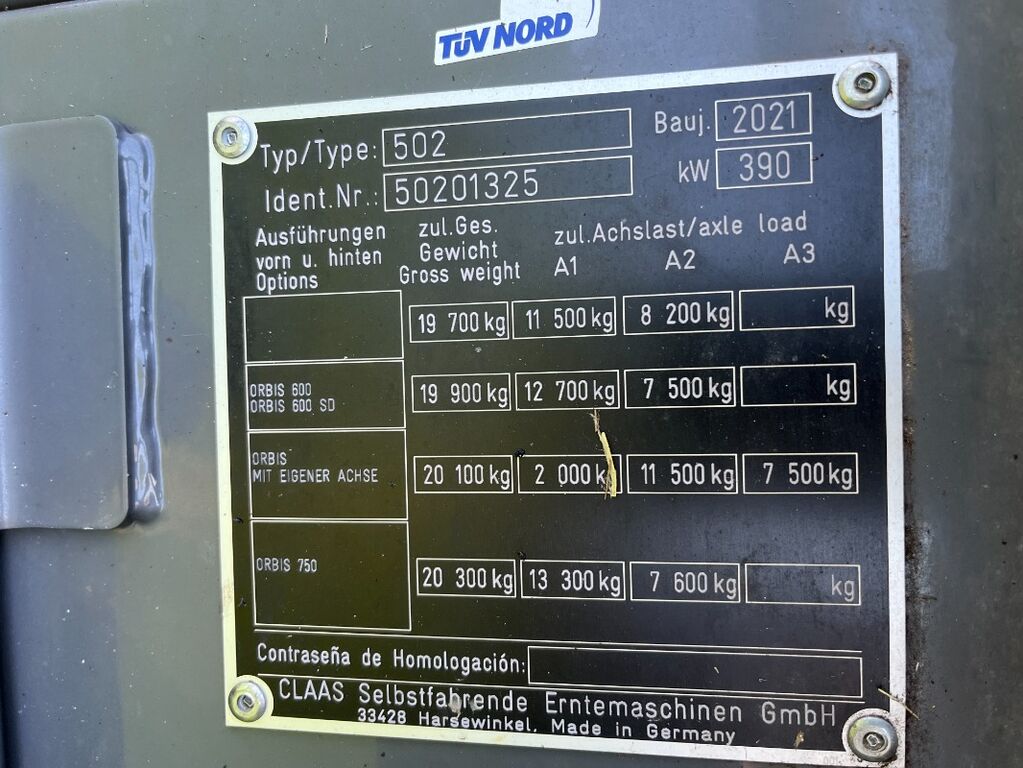 TÜV NORD
Typ/Type: 502 Bauj. 2021
Ident.Nr.: 50201325 kW 390
Ausführungen vorn u. hinten Options
zul.Ges. Gewicht Gross weight
zul.Achslast/axle load
A1 A2 A3
19 700 kg 11 500 kg 8 200 kg kg
ORBIS 600
ORBIS 600 SD
19 900 kg 12 700 kg 7 500 kg kg
ORBIS
MIT EIGENER ACHSE
20 100 kg 2 000 kg 11 500 kg 7 500 kg
ORBIS 750
20 300 kg 13 300 kg 7 600 kg kg
Contraseña de Homologación:
CLAAS Selbstfahrende Erntemaschinen GmbH
33428 Harsewinkel, Made in Germany